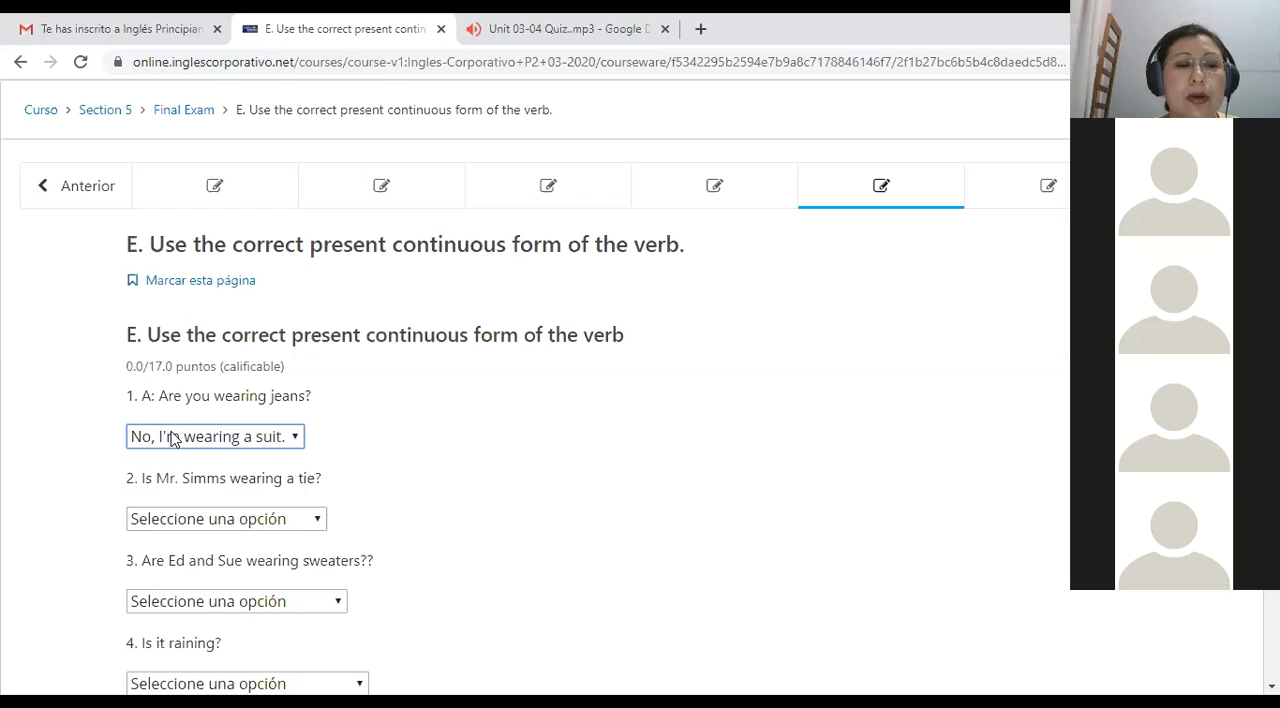 Te has inscrito a Inglés Principian
E. Use the correct present contin
Unit 03-04 Quiz..mp3 - Google D
online.inglescorporativo.net/courses/course-v1:Ingles-Corporativo+P2+03-2020/courseware/f5342295b2594e7b9a8c7178846146f7/2f1b27bc6b5b4c8daedc5d8...
Curso > Section 5 > Final Exam > E. Use the correct present continuous form of the verb.
Anterior
E. Use the correct present continuous form of the verb.
Marcar esta página
E. Use the correct present continuous form of the verb
0.0/17.0 puntos (calificable)
1. A: Are you wearing jeans?
No, I'm wearing a suit.
2. Is Mr. Simms wearing a tie?
Seleccione una opción
3. Are Ed and Sue wearing sweaters??
Seleccione una opción
4. Is it raining?
Seleccione una opción